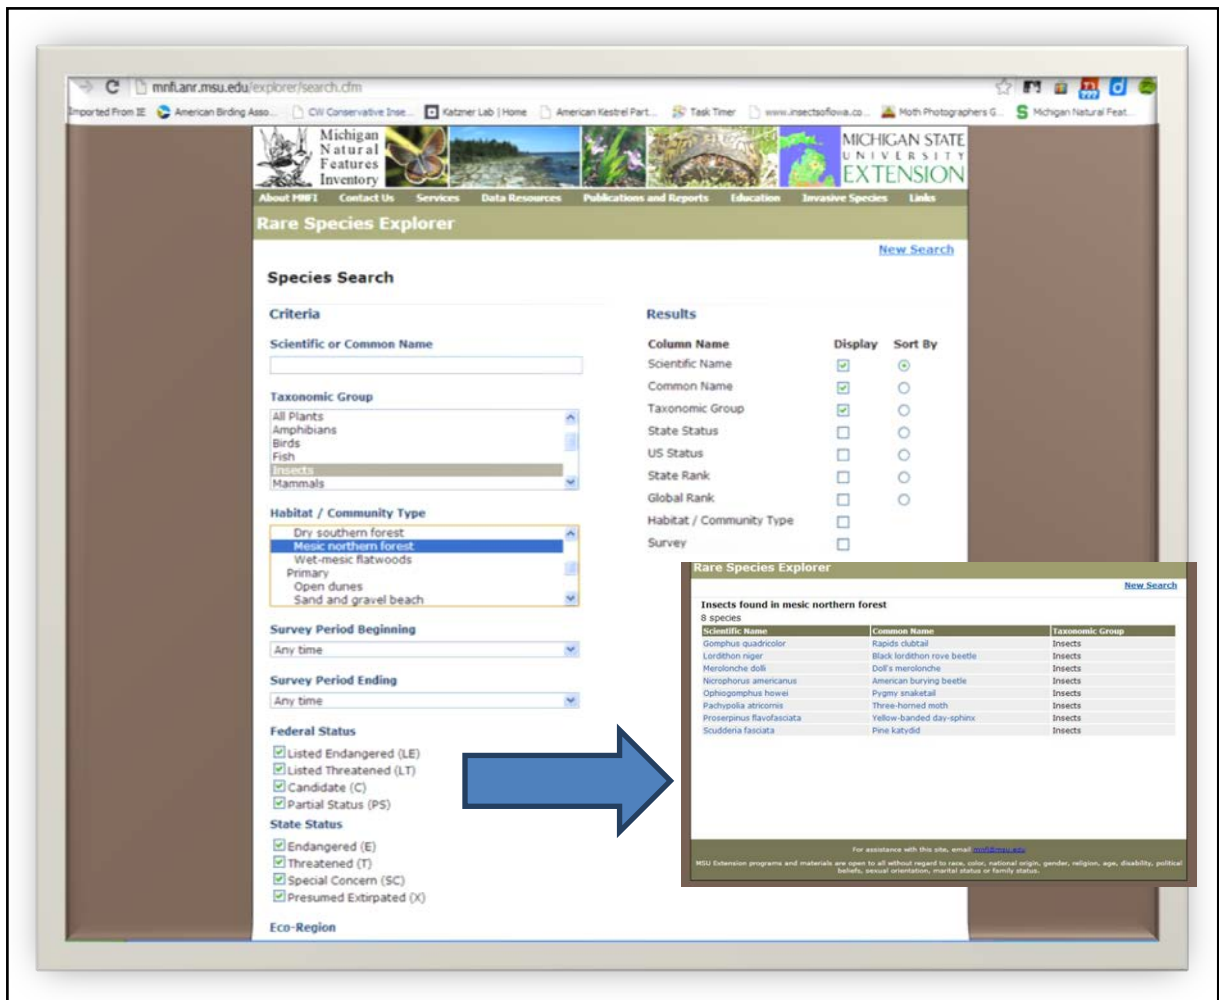 mnfi.anr.msu.edu/explorer/search.cfm
Imported From IE American Birding Asso... CW Conservative Inse... Katzner Lab | Home American Kestrel Part... Task Timer www.insectsofiowa.co... Moth Photographers G... Michigan Natural Feat...
Michigan
Natural
Features
Inventory
MICHIGAN STATE
UNIVERSITY
EXTENSION
About MNFI Contact Us Services Data Resources Publications and Reports Education Invasive Species Links
Rare Species Explorer
New Search
Species Search
Criteria
Scientific or Common Name
Taxonomic Group
All Plants
Amphibians
Birds
Fish
Insects
Mammals
Habitat / Community Type
Dry southern forest
Mesic northern forest
Wet-mesic flatwoods
Primary
Open dunes
Sand and gravel beach
Survey Period Beginning
Any time
Survey Period Ending
Any time
Federal Status
Listed Endangered (LE)
Listed Threatened (LT)
Candidate (C)
Partial Status (PS)
State Status
Endangered (E)
Threatened (T)
Special Concern (SC)
Presumed Extirpated (X)
Eco-Region
Results
Column Name Display Sort By
Scientific Name
Common Name
Taxonomic Group
State Status
US Status
State Rank
Global Rank
Habitat / Community Type
Survey
Rare Species Explorer
New Search
Insects found in mesic northern forest
8 species
Scientific Name Common Name Taxonomic Group
Gomphus quadricolor Rapids clubtail Insects
Lordithon niger Black lordithon rove beetle Insects
Merolonche dolli Doll's merolonche Insects
Nicrophorus americanus American burying beetle Insects
Ophiogomphus howei Pygmy snaketail Insects
Pachypolia atricornis Three-horned moth Insects
Proserpinus flavofasciata Yellow-banded day-sphinx Insects
Scudderia fasciata Pine katydid Insects
For assistance with this site, email mnfi@msu.edu
MSU Extension programs and materials are open to all without regard to race, color, national origin, gender, religion, age, disability, political
beliefs, sexual orientation, marital status or family status.